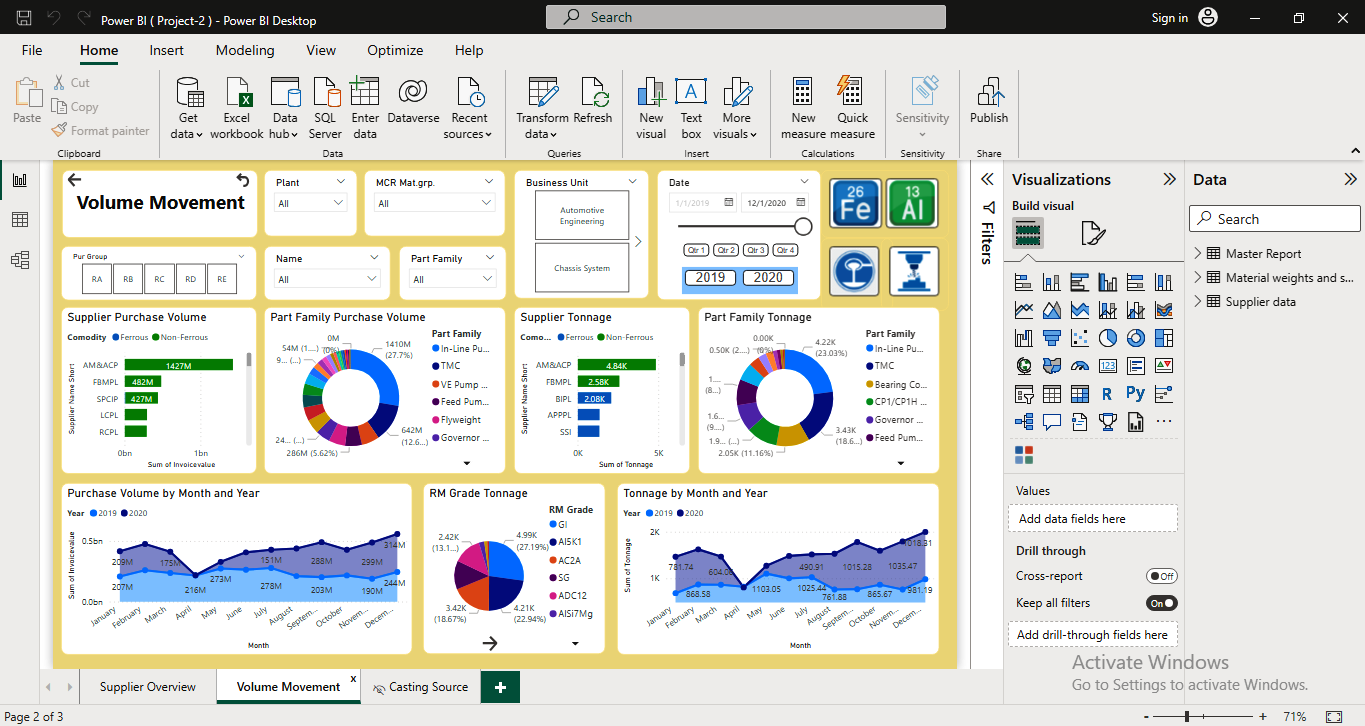 Power BI ( Project-2 ) - Power BI Desktop
Search
Sign in
File
Home
Insert
Modeling
View
Optimize
Help
Paste
Cut
Copy
Format painter
Clipboard
Get data
Excel workbook
Data hub
SQL Server
Enter data
Dataverse
Recent sources
Data
Transform data
Refresh
Queries
New visual
Text box
More visuals
Insert
New measure
Quick measure
Calculations
Sensitivity
Sensitivity
Publish
Share
Volume Movement
Plant
All
MCR Mat.grp.
All
Business Unit
Automotive
Engineering
Chassis System
Date
1/1/2019
12/1/2020
Qtr 1
Qtr 2
Qtr 3
Qtr 4
2019
2020
26
Fe
13
Al
Pur Group
RA
RB
RC
RD
RE
Name
All
Part Family
All
Supplier Purchase Volume
Comodity Ferrous Non-Ferrous
Supplier Name Short
AM&ACP
1427M
FBMPL
482M
SPCIP
427M
LCPL
RCPL
0bn
1bn
Sum of Invoicevalue
Part Family Purchase Volume
0M
(0%)
54M (1....)
9... (...)
1410M
(27.7%)
642M
(12.6...)
286M (5.62%)
24... (...)
Part Family
In-Line Pu...
TMC
VE Pump ...
Feed Pum...
Flyweight
Governor ...
Supplier Tonnage
Como... Ferrous Non-Ferrous
Supplier Name Short
AM&ACP
4.84K
FBMPL
2.58K
BIPL
2.08K
APPPL
SSI
0K
5K
Sum of Tonnage
Part Family Tonnage
0.00K
(0%)
0.50K (2....)
4.22K
(23.03%)
1...
(8...)
1.6...
(9....)
1.9... (...)
2.05K (11.16%)
3.43K
(18.6...)
Part Family
In-Line Pu...
TMC
Bearing Co...
CP1/CP1H ...
Governor ...
Feed Pum...
Purchase Volume by Month and Year
Year 2019 2020
Sum of Invoicevalue
0.5bn
0.0bn
209M
207M
175M
216M
273M
151M
278M
288M
203M
299M
190M
314M
244M
January
February
March
April
May
June
July
August
Septem...
October
Novem...
Decem...
Month
RM Grade Tonnage
2.42K
(13.1...)
4.99K
(27.19%)
3.42K
(18.67%)
4.21K
(22.94%)
RM Grade
GI
AI5K1
AC2A
SG
ADC12
AlSi7Mg
Tonnage by Month and Year
Year 2019 2020
Sum of Tonnage
2K
1K
781.74
868.58
604.09
1103.05
490.91
1025.44
761.88
1015.28
865.67
1035.47
1018.31
981.19
January
February
March
April
May
June
July
August
Septem...
October
Novem...
Decem...
Month
Filters
Visualizations
Build visual
123
R
Py
Values
Add data fields here
Drill through
Cross-report
Off
Keep all filters
On
Add drill-through fields here
Data
Search
Master Report
Material weights and s...
Supplier data
Activate Windows
Go to Settings to activate Windows.
Supplier Overview
Volume Movement
x
Casting Source
+
Page 2 of 3
- + 71%